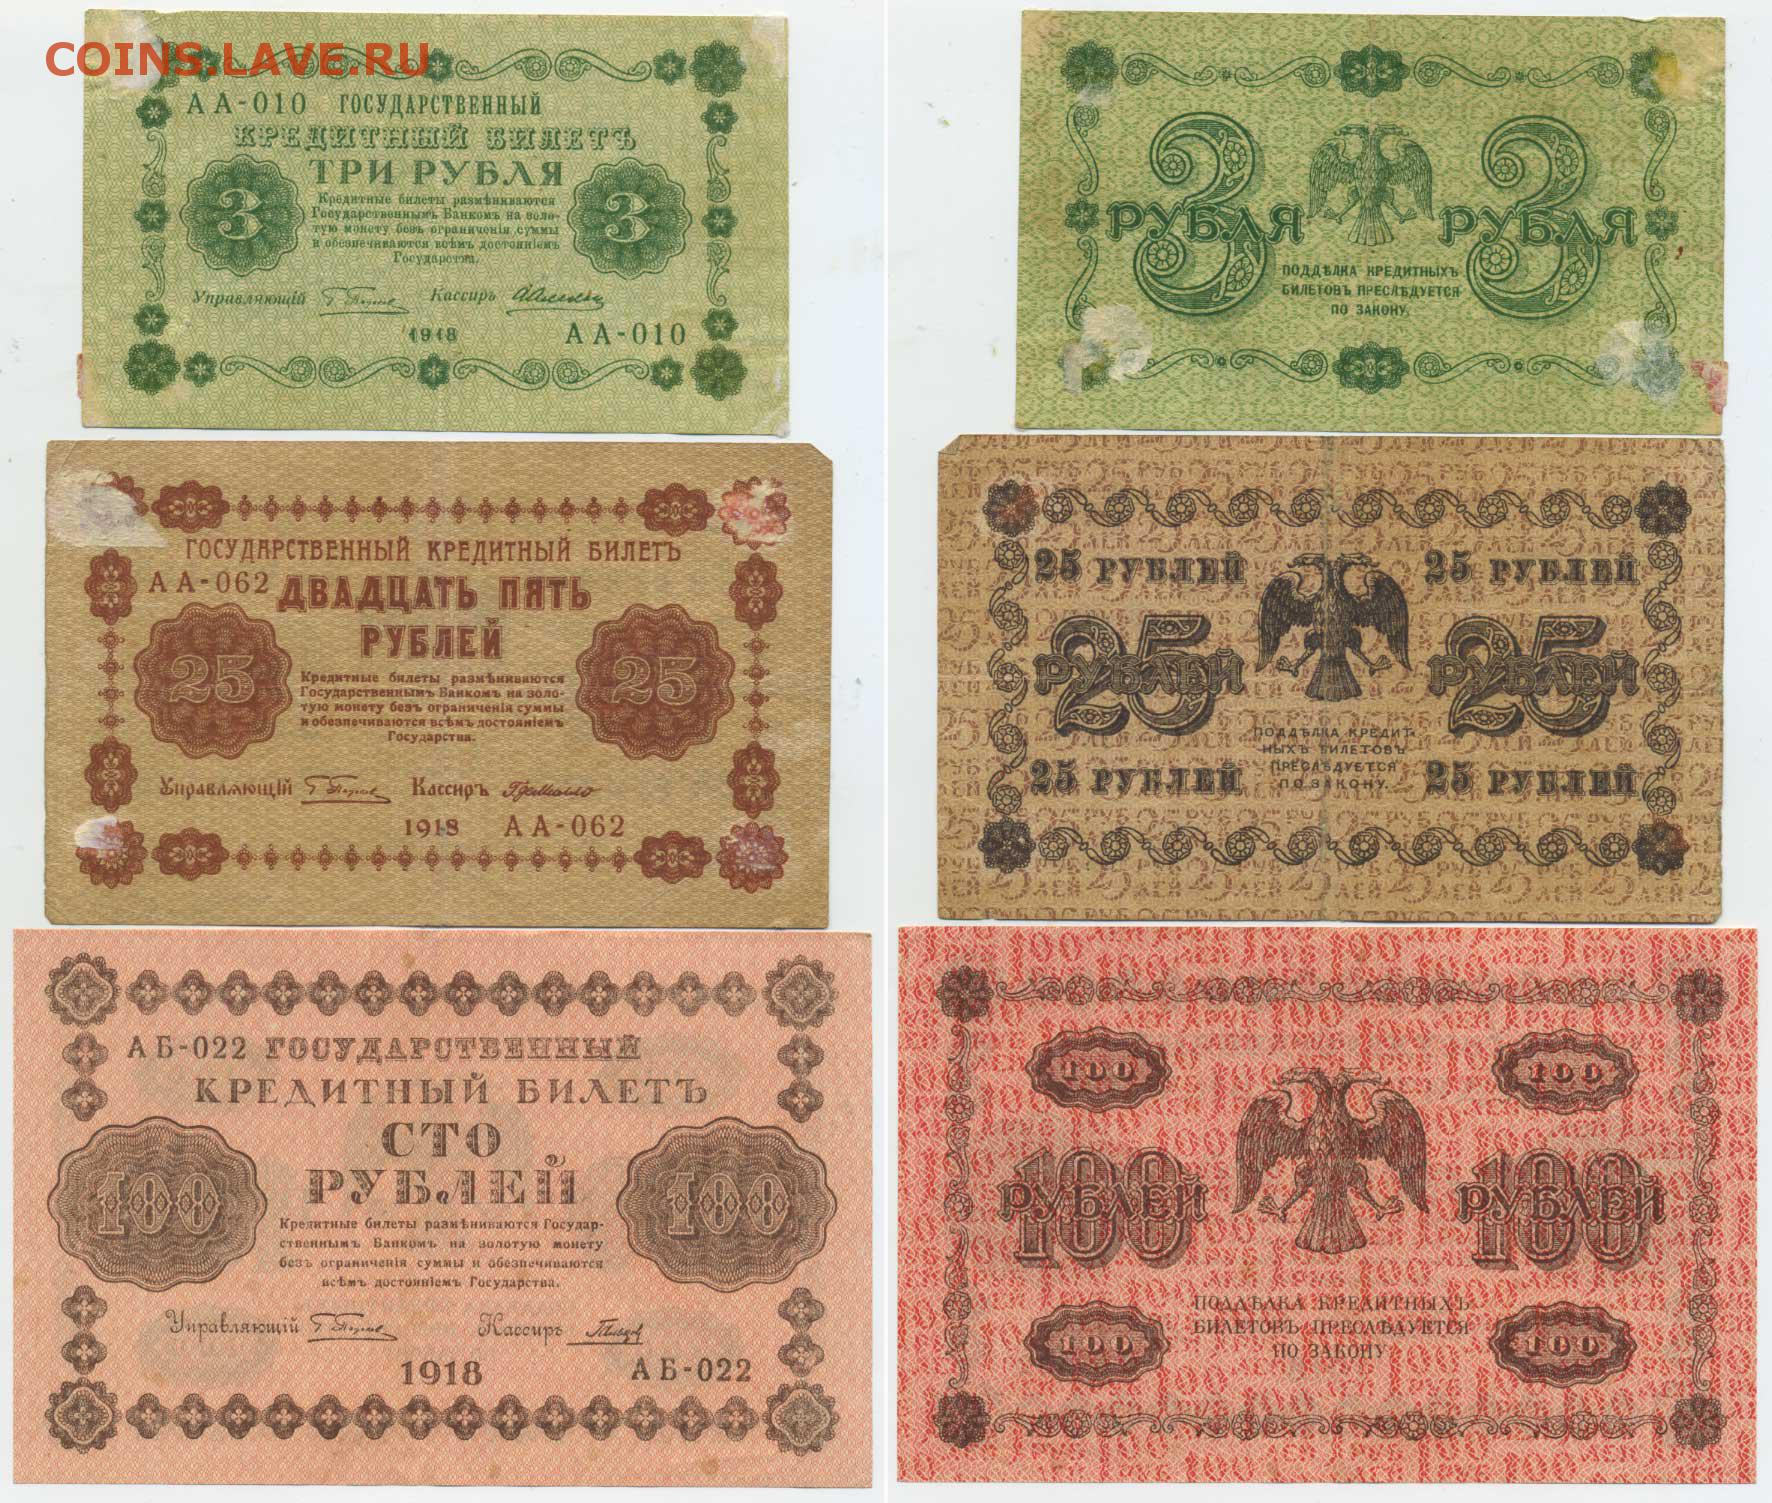 COINS.LAVE.RU
АА-010 ГОСУДАРСТВЕННЫЙ
КРЕДИТНЫЙ БИЛЕТЪ
ТРИ РУБЛЯ
3 3
Кредитные билеты размѣниваются
Государственнымъ Банкомъ на золо-
тую монету безъ ограниченія суммы
и обезпечиваются всѣмъ достояніемъ
Государства.
Управляющій Кассиръ
1918 АА-010
3 3
РУБЛЯ РУБЛЯ
ПОДДѢЛКА КРЕДИТНЫХЪ
БИЛЕТОВЪ ПРЕСЛѢДУЕТСЯ
ПО ЗАКОНУ.
ГОСУДАРСТВЕННЫЙ КРЕДИТНЫЙ БИЛЕТЪ
АА-062 ДВАДЦАТЬ ПЯТЬ
РУБЛЕЙ
25 25
Кредитные билеты размѣниваются
Государственнымъ Банкомъ на золо-
тую монету безъ ограниченія суммы
и обезпечиваются всѣмъ достояніемъ
Государства.
Управляющій Кассиръ
1918 АА-062
25 РУБЛЕЙ 25 РУБЛЕЙ
25 25
РУБЛЕЙ РУБЛЕЙ
ПОДДѢЛКА КРЕДИТ-
НЫХЪ БИЛЕТОВЪ
ПРЕСЛѢДУЕТСЯ
ПО ЗАКОНУ.
25 РУБЛЕЙ 25 РУБЛЕЙ
АБ-022 ГОСУДАРСТВЕННЫЙ
КРЕДИТНЫЙ БИЛЕТЪ
СТО
РУБЛЕЙ
100 100
Кредитные билеты размѣниваются Государ-
ственнымъ Банкомъ на золотую монету
безъ ограниченія суммы и обезпечиваются
всѣмъ достояніемъ Государства.
Управляющій Кассиръ
1918 АБ-022
100 100
100 100
РУБЛЕЙ РУБЛЕЙ
100 100
ПОДДѢЛКА КРЕДИТНЫХЪ
БИЛЕТОВЪ ПРЕСЛѢДУЕТСЯ
ПО ЗАКОНУ
100 100